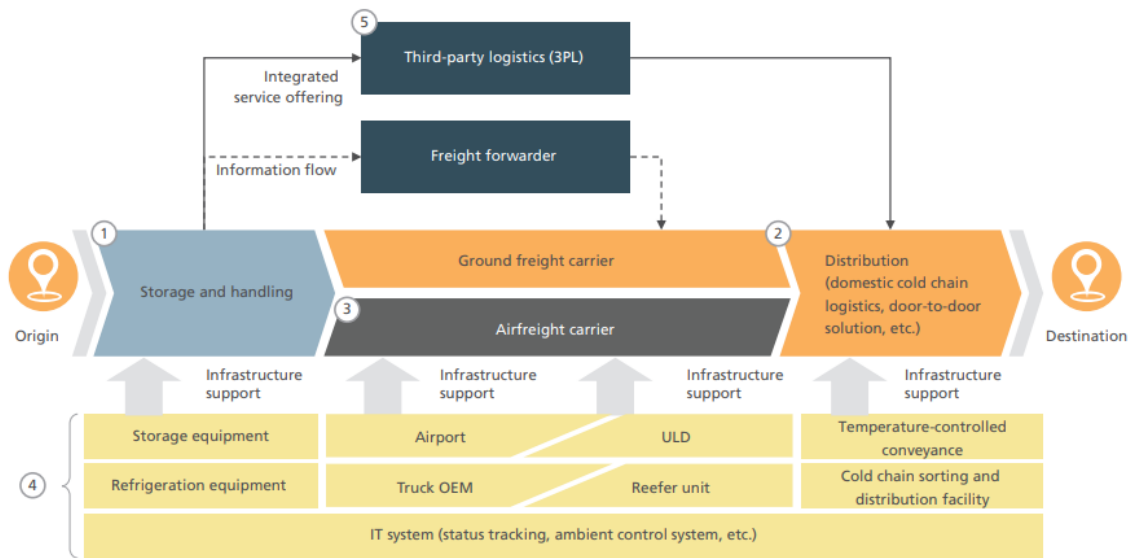 5
Third-party logistics (3PL)
Integrated
service offering
Freight forwarder
Information flow
1
2
Ground freight carrier
Distribution
(domestic cold chain
logistics, door-to-door
solution, etc.)
Storage and handling
3
Airfreight carrier
Origin
Destination
Infrastructure
support
Infrastructure
support
Infrastructure
support
Infrastructure
support
4
Storage equipment
Airport
ULD
Temperature-controlled
conveyance
Refrigeration equipment
Truck OEM
Reefer unit
Cold chain sorting and
distribution facility
IT system (status tracking, ambient control system, etc.)